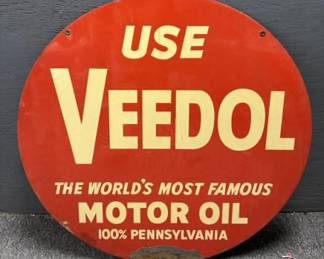 USE
VEEDOL
THE WORLD'S MOST FAMOUS
MOTOR OIL
100% PENNSYLVANIA